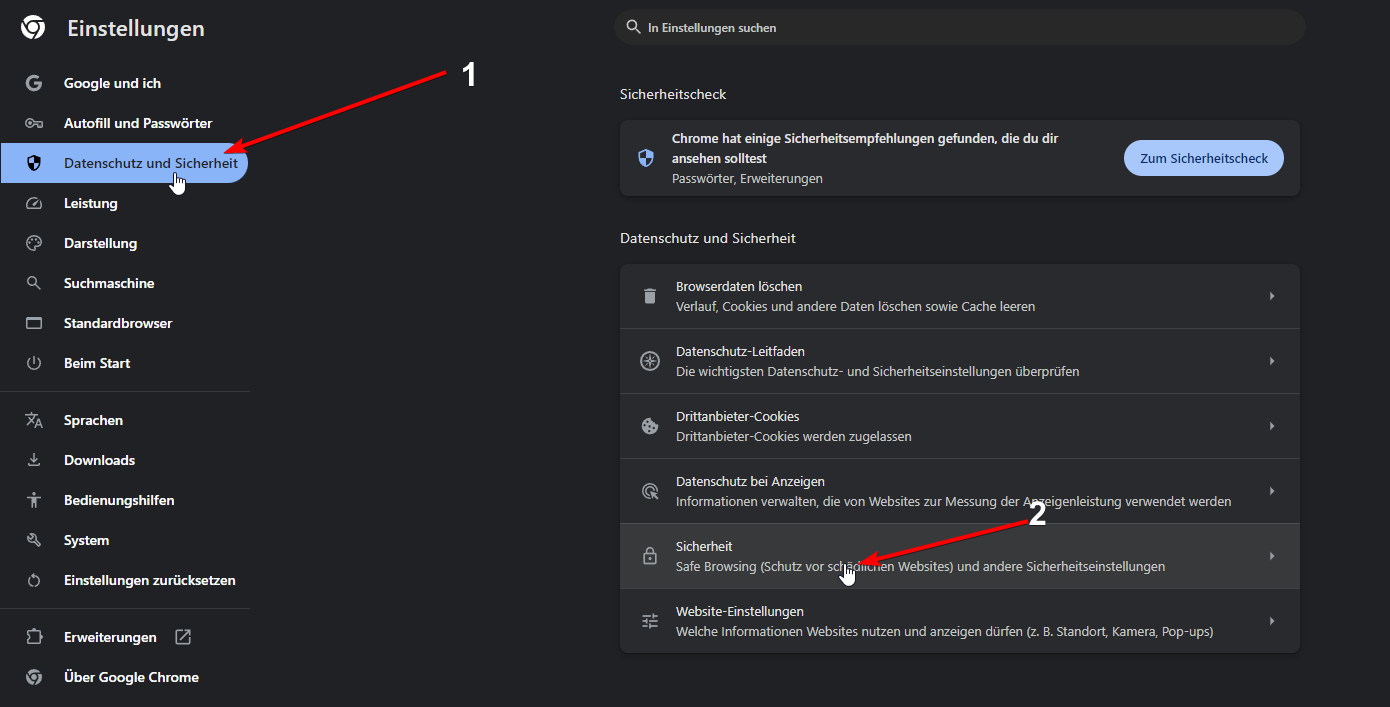 Einstellungen
In Einstellungen suchen
Google und ich
Autofill und Passwörter
Datenschutz und Sicherheit
Leistung
Darstellung
Suchmaschine
Standardbrowser
Beim Start
Sprachen
Downloads
Bedienungshilfen
System
Einstellungen zurücksetzen
Erweiterungen
Über Google Chrome
1
Sicherheitscheck
Chrome hat einige Sicherheitsempfehlungen gefunden, die du dir
ansehen solltest
Passwörter, Erweiterungen
Zum Sicherheitscheck
Datenschutz und Sicherheit
Browserdaten löschen
Verlauf, Cookies und andere Daten löschen sowie Cache leeren
Datenschutz-Leitfaden
Die wichtigsten Datenschutz- und Sicherheitseinstellungen überprüfen
Drittanbieter-Cookies
Drittanbieter-Cookies werden zugelassen
Datenschutz bei Anzeigen
Informationen verwalten, die von Websites zur Messung der Anzeigenleistung verwendet werden
2
Sicherheit
Safe Browsing (Schutz vor schädlichen Websites) und andere Sicherheitseinstellungen
Website-Einstellungen
Welche Informationen Websites nutzen und anzeigen dürfen (z. B. Standort, Kamera, Pop-ups)